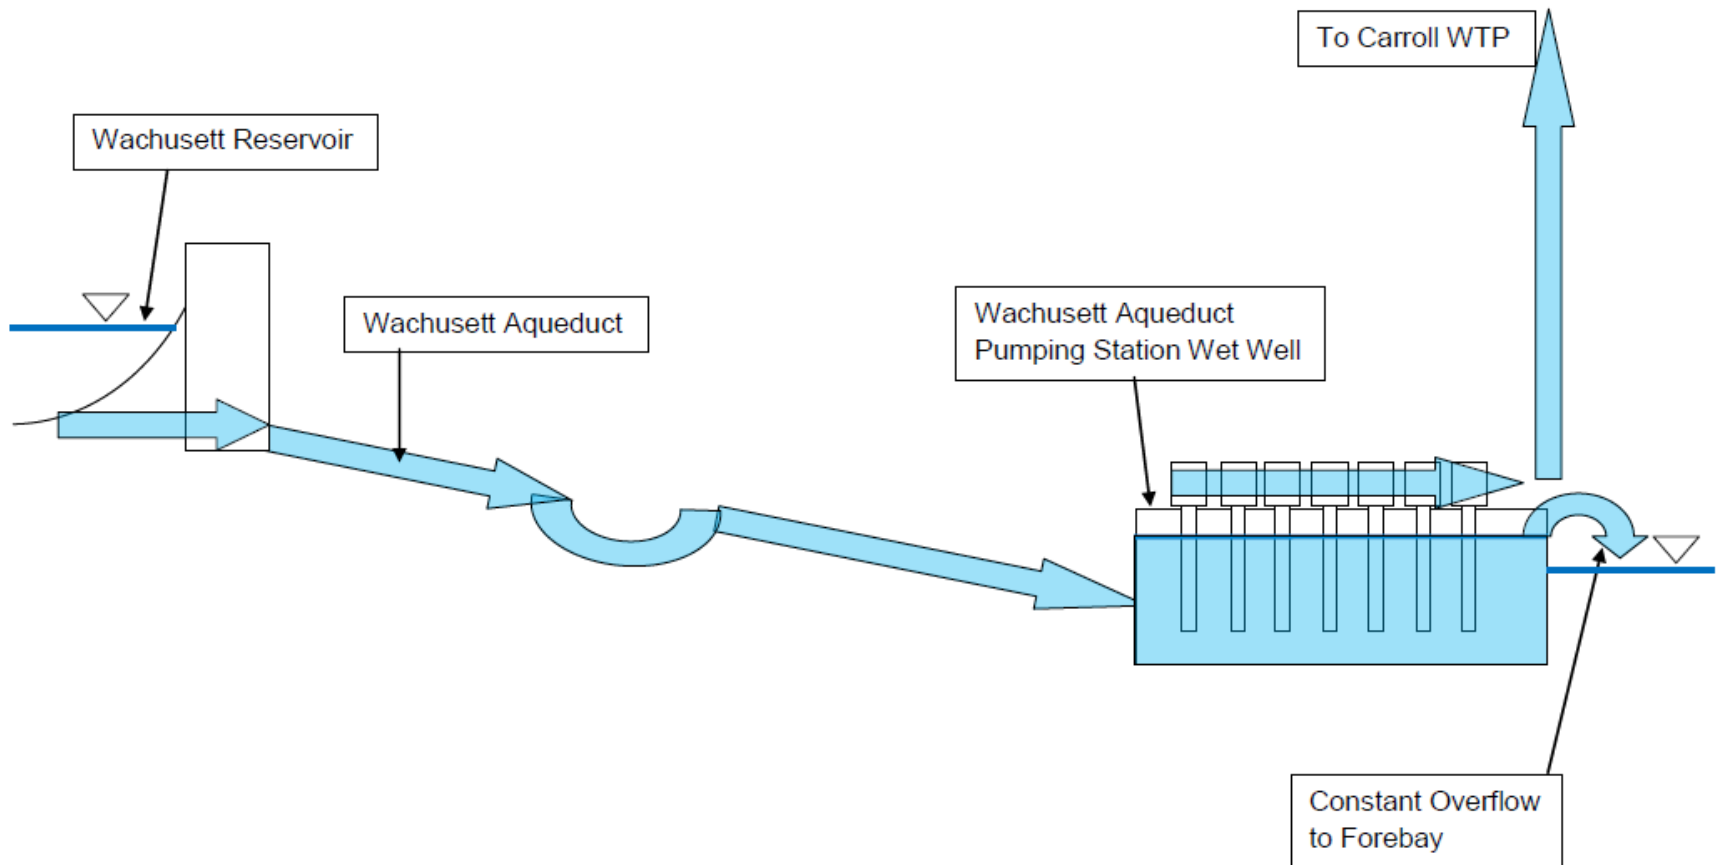 To Carroll WTP
Wachusett Reservoir
Wachusett Aqueduct
Wachusett Aqueduct
Pumping Station Wet Well
Constant Overflow
to Forebay